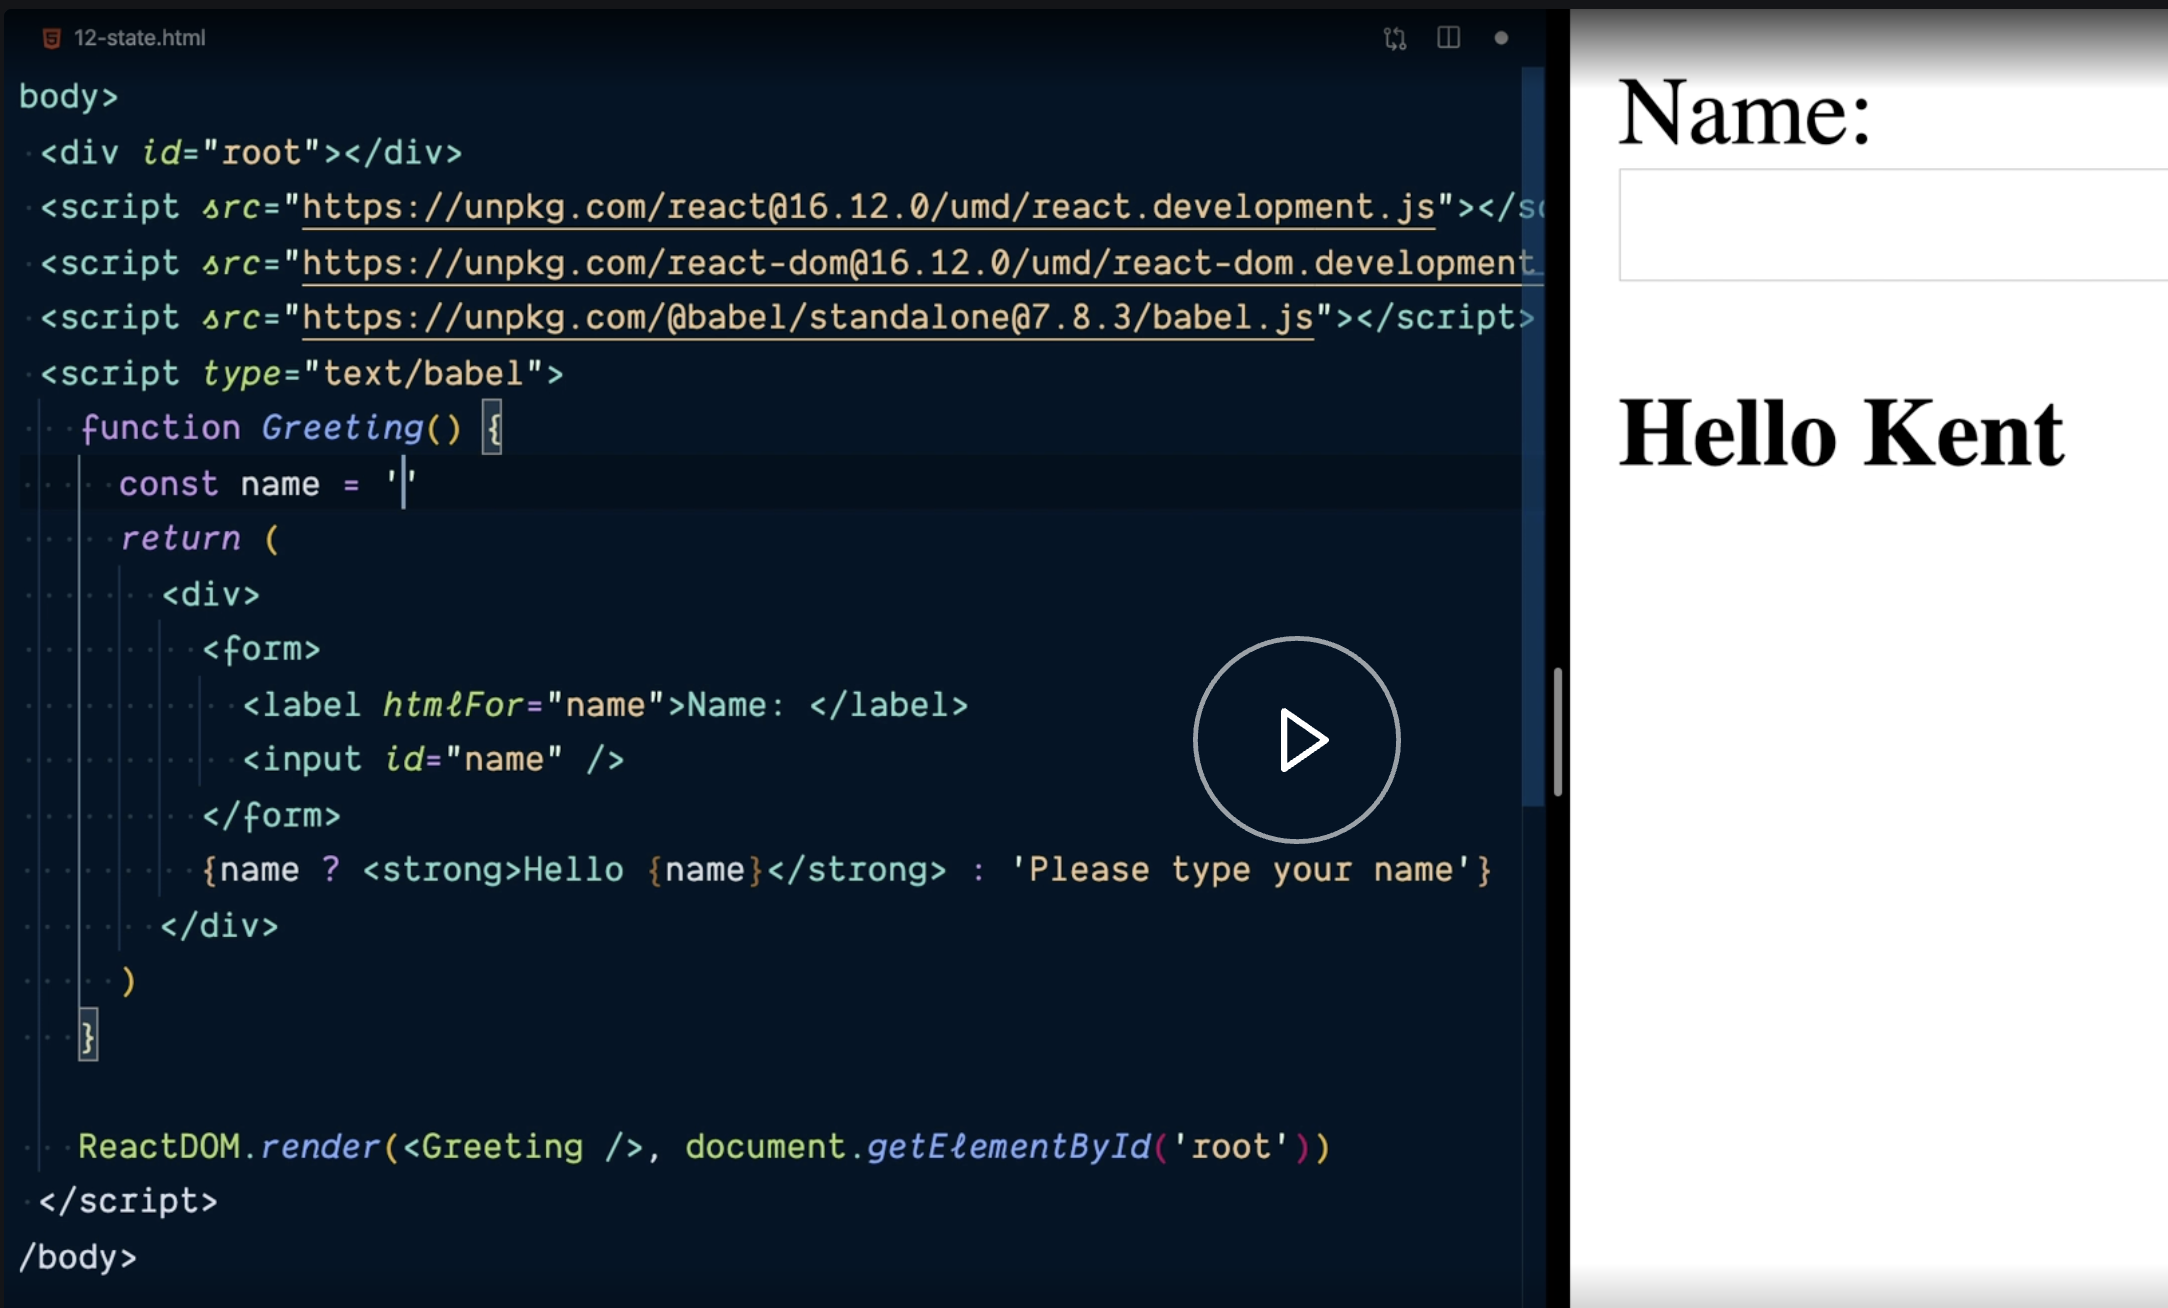 12-state.html
body>
<div id="root"></div>
<script src="https://unpkg.com/react@16.12.0/umd/react.development.js"></sc
<script src="https://unpkg.com/react-dom@16.12.0/umd/react-dom.development.
<script src="https://unpkg.com/@babel/standalone@7.8.3/babel.js"></script>
<script type="text/babel">
function Greeting() {
const name = ''
return (
<div>
<form>
<label htmlFor="name">Name: </label>
<input id="name" />
</form>
{name ? <strong>Hello {name}</strong> : 'Please type your name'}
</div>
)
}
ReactDOM.render(<Greeting />, document.getElementById('root'))
</script>
/body>
Name:
Hello Kent